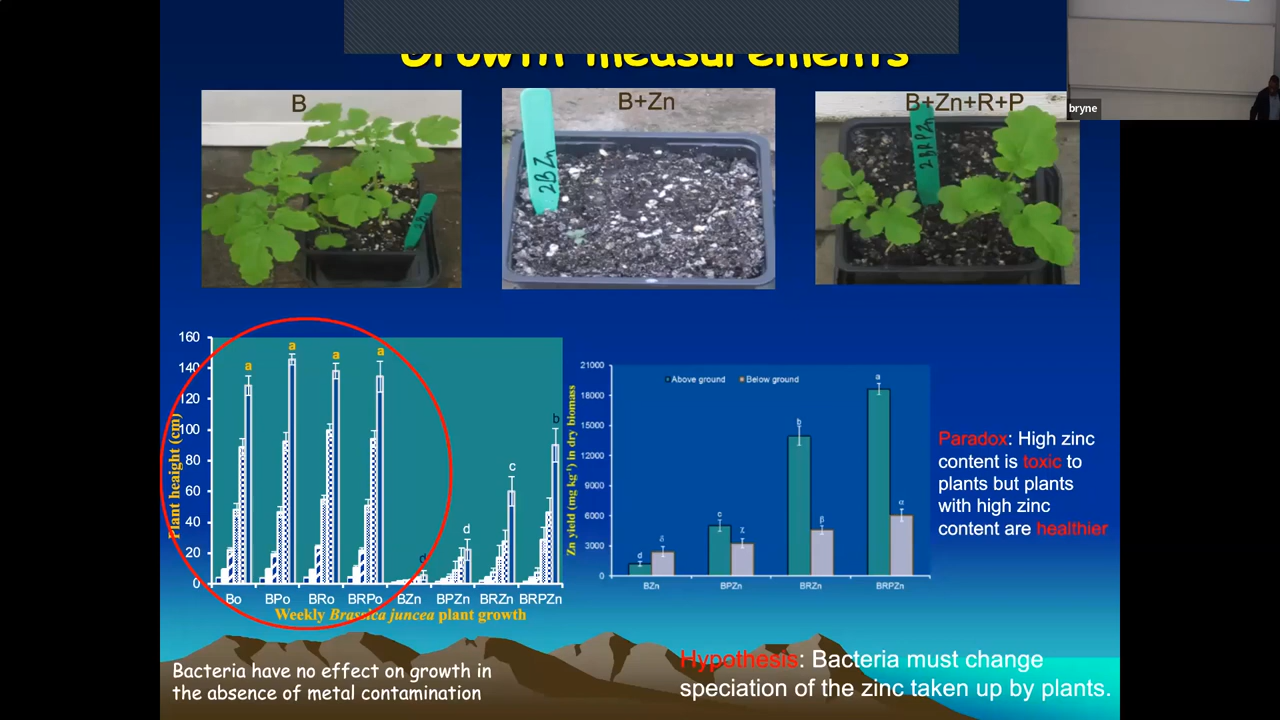 Growth measurements
B
B+Zn
B+Zn+R+P
bryne
2BZn
2BRPZn
160
140
120
100
80
60
40
20
0
Plant heaight (cm)
a
a
a
a
d
d
c
b
Bo
BPo
BRo
BRPo
BZn
BPZn
BRZn
BRPZn
Weekly Brassica juncea plant growth
21000
18000
15000
12000
9000
6000
3000
0
Zn yield (mg kg⁻¹) in dry biomass
Above ground
Below ground
d
δ
c
χ
b
β
a
α
BZn
BPZn
BRZn
BRPZn
Paradox: High zinc
content is toxic to
plants but plants
with high zinc
content are healthier
Bacteria have no effect on growth in
the absence of metal contamination
Hypothesis: Bacteria must change
speciation of the zinc taken up by plants.